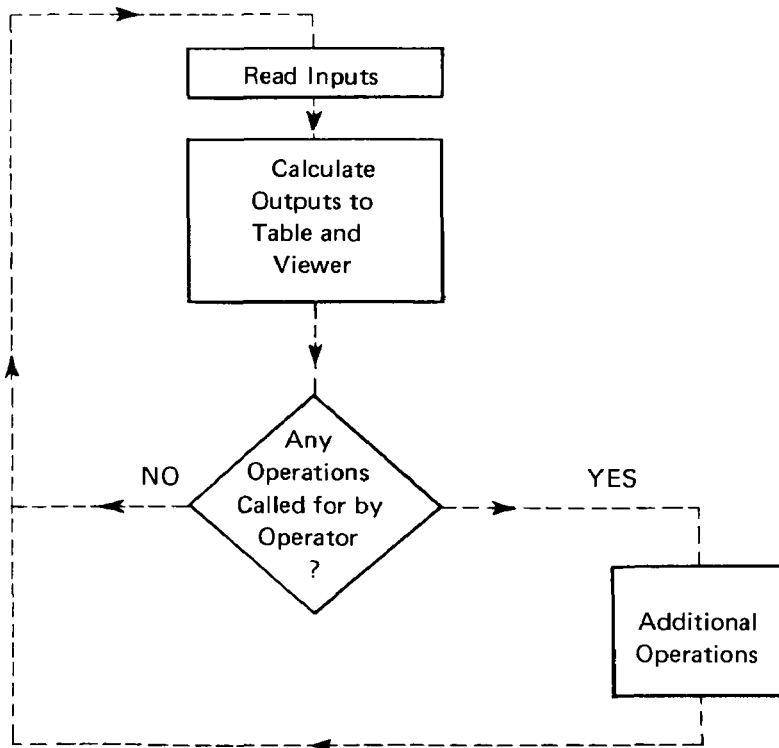 Read Inputs
Calculate
Outputs to
Table and
Viewer
Any
Operations
Called for by
Operator
?
NO
YES
Additional
Operations